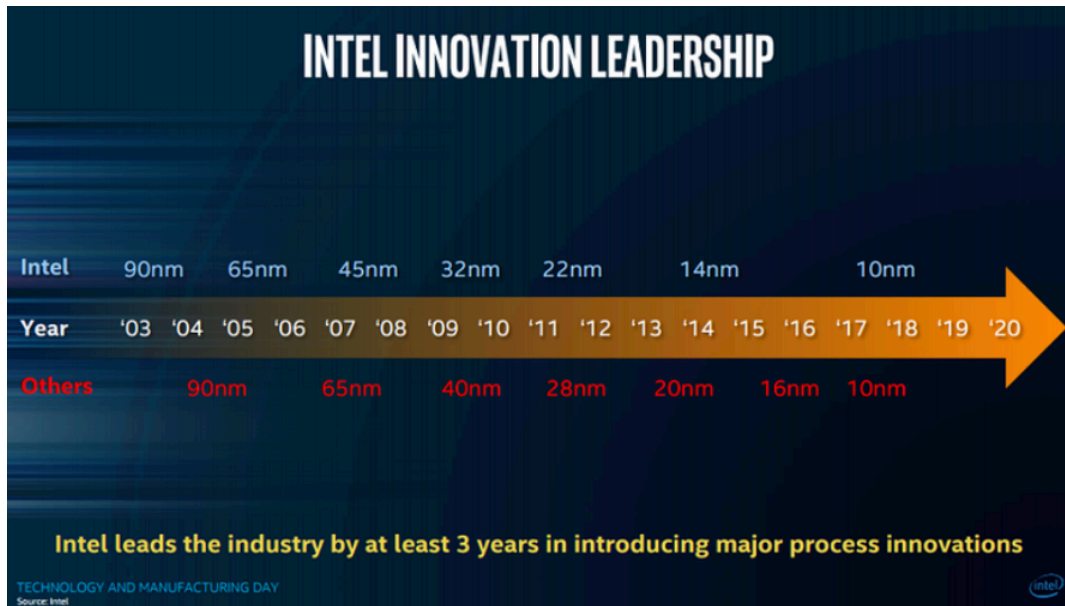 INTEL INNOVATION LEADERSHIP
Intel 90nm 65nm 45nm 32nm 22nm 14nm 10nm
Year ‘03 ‘04 ‘05 ‘06 ‘07 ‘08 ‘09 ‘10 ‘11 ‘12 ‘13 ‘14 ‘15 ‘16 ‘17 ‘18 ‘19 ‘20
Others 90nm 65nm 40nm 28nm 20nm 16nm 10nm
Intel leads the industry by at least 3 years in introducing major process innovations
TECHNOLOGY AND MANUFACTURING DAY
Source: Intel
intel